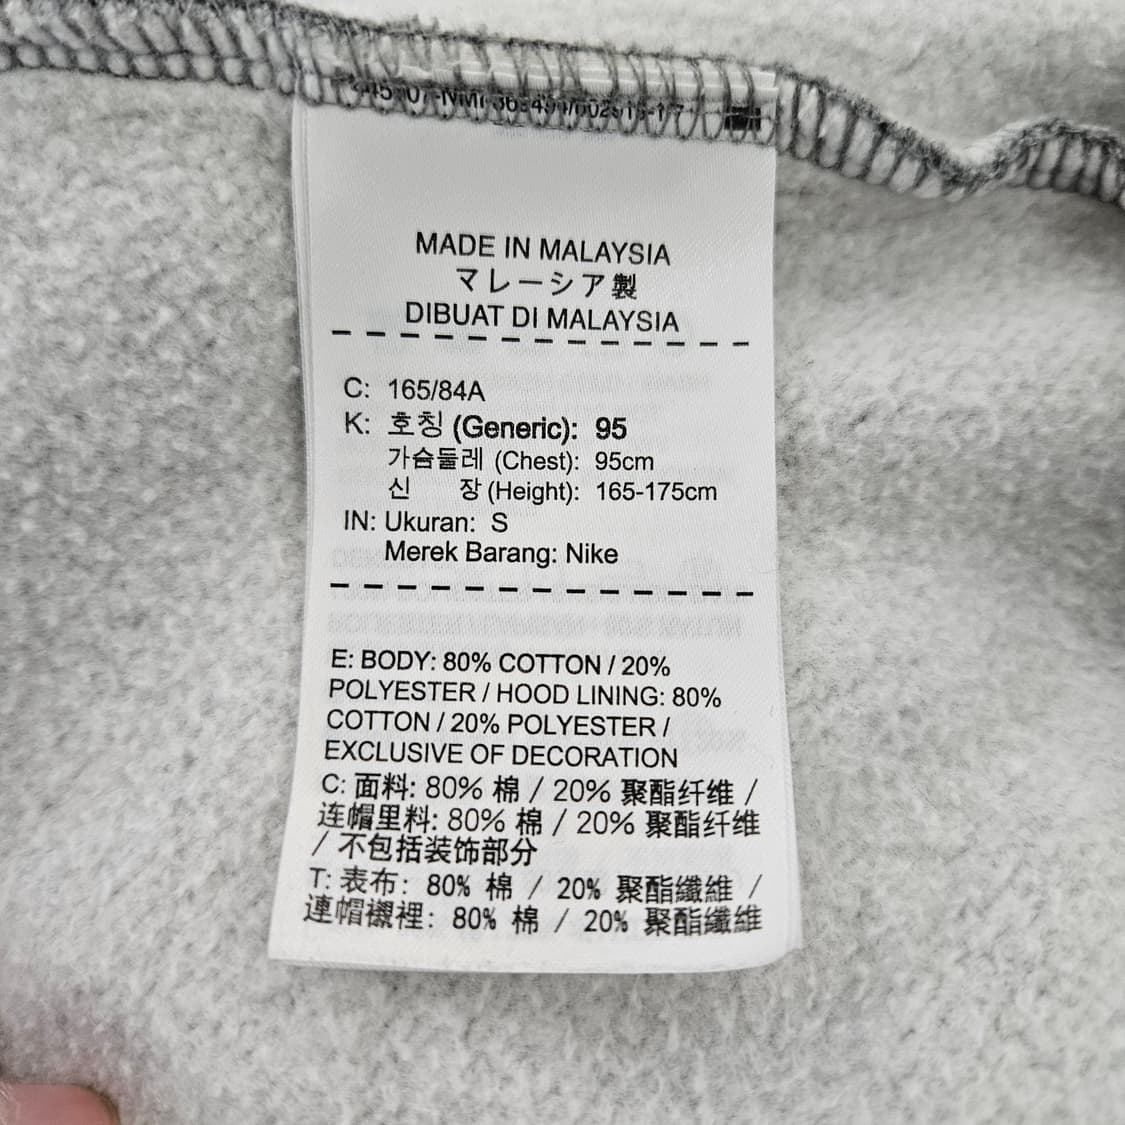 MADE IN MALAYSIA
マレーシア製
DIBUAT DI MALAYSIA
C: 165/84A
K: 호칭 (Generic): 95
가슴둘레 (Chest): 95cm
신 장 (Height): 165-175cm
IN: Ukuran: S
Merek Barang: Nike
E: BODY: 80% COTTON / 20%
POLYESTER / HOOD LINING: 80%
COTTON / 20% POLYESTER /
EXCLUSIVE OF DECORATION
C: 面料: 80% 棉 / 20% 聚酯纤维 /
连帽里料: 80% 棉 / 20% 聚酯纤维
/ 不包括装饰部分
T: 表布: 80% 棉 / 20% 聚酯纖維 /
連帽襯裡: 80% 棉 / 20% 聚酯纖維